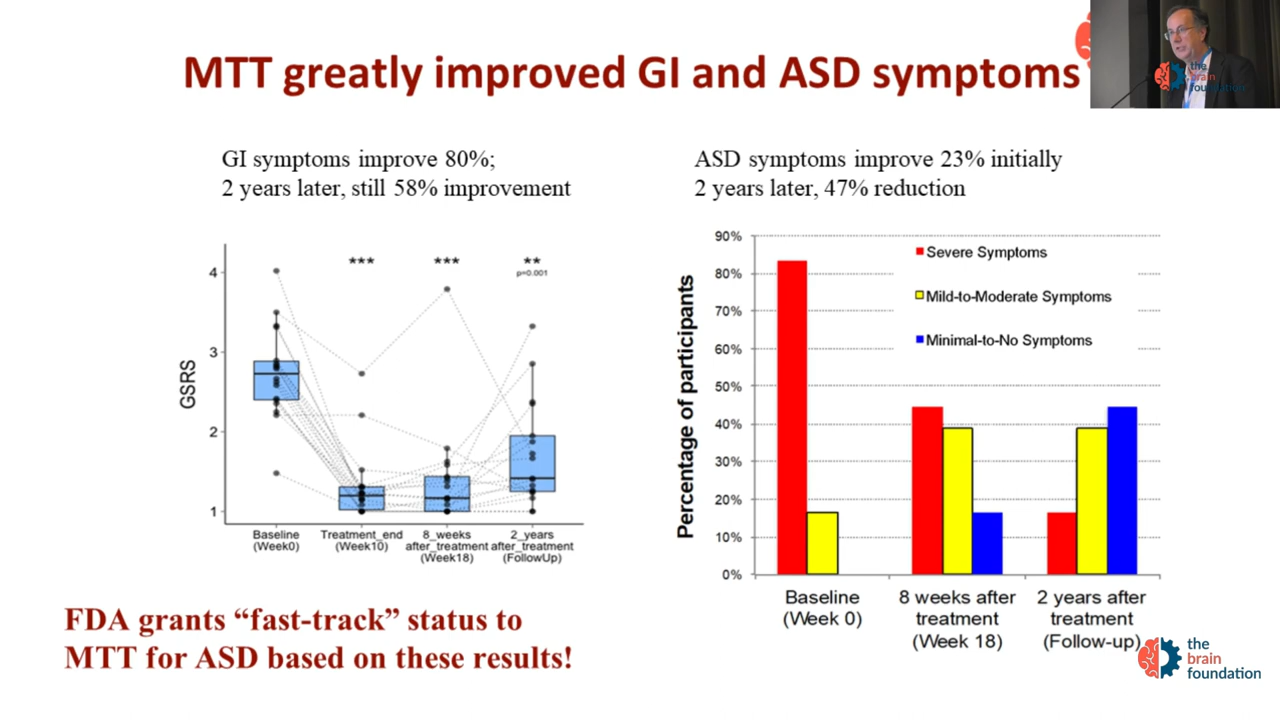 MTT greatly improved GI and ASD symptoms
the
brain
foundation
GI symptoms improve 80%;
2 years later, still 58% improvement
ASD symptoms improve 23% initially
2 years later, 47% reduction
GSRS
4
3
2
1
***
***
**
p=0.001
Baseline
(Week0)
Treatment_end
(Week10)
8_weeks
after_treatment
(Week18)
2_years
after_treatment
(FollowUp)
Percentage of participants
90%
80%
70%
60%
50%
40%
30%
20%
10%
0%
Severe Symptoms
Mild-to-Moderate Symptoms
Minimal-to-No Symptoms
Baseline
(Week 0)
8 weeks after
treatment
(Week 18)
2 years after
treatment
(Follow-up)
FDA grants “fast-track” status to
MTT for ASD based on these results!
the
brain
foundation